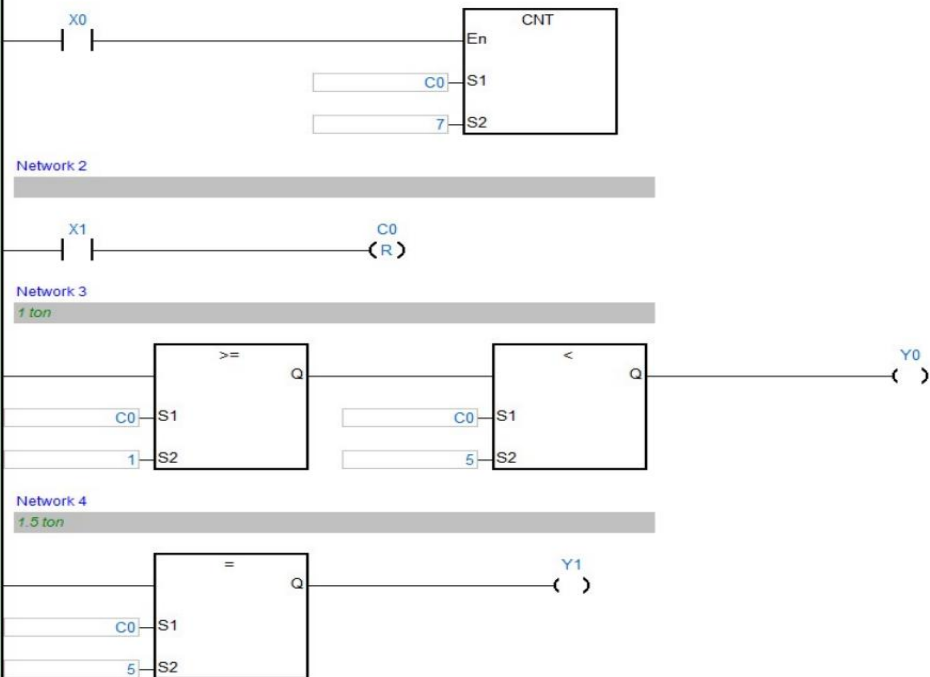 X0
CNT
En
C0 S1
7 S2
Network 2
X1 C0
( R )
Network 3
1 ton
>= < Y0
Q Q ( )
C0 S1 C0 S1
1 S2 5 S2
Network 4
1.5 ton
= Y1
Q ( )
C0 S1
5 S2